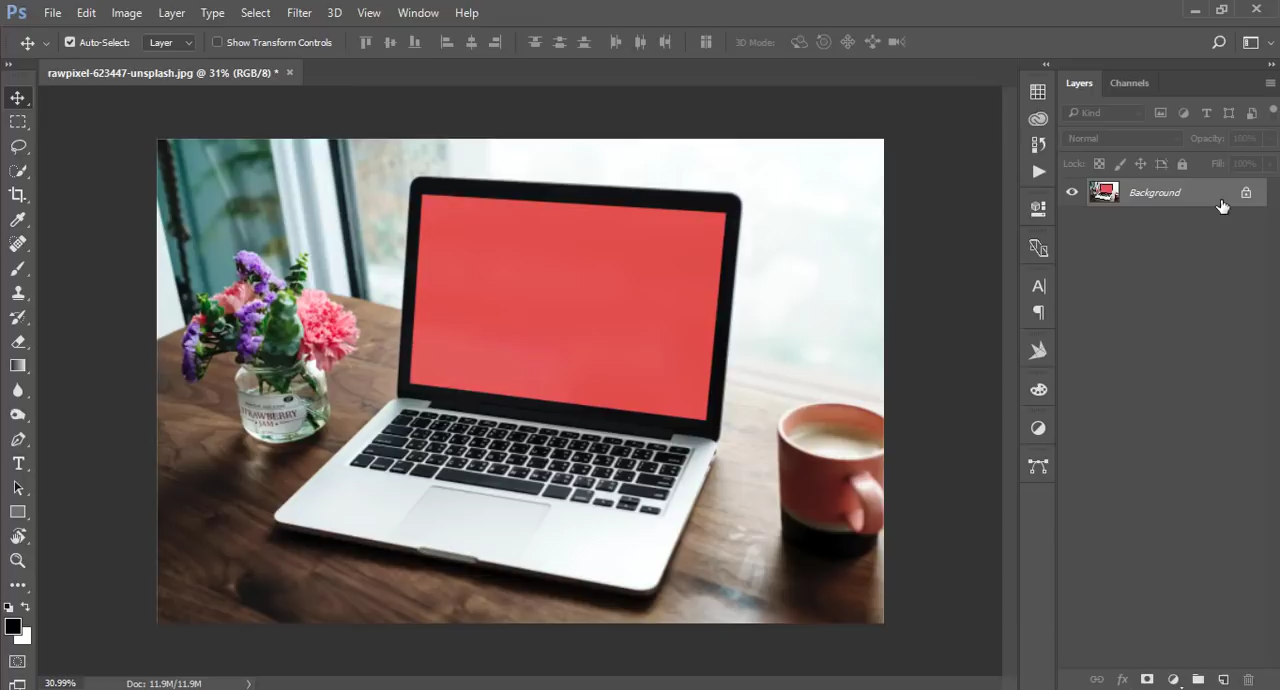 Ps File Edit Image Layer Type Select Filter 3D View Window Help
Auto-Select: Layer Show Transform Controls 3D Mode:
rawpixel-623447-unsplash.jpg @ 31% (RGB/8) * ×
Layers Channels
Kind
Normal Opacity: 100%
Lock: Fill: 100%
Background
STRAWBERRY
JAM
30.99% Doc: 11.9M/11.9M